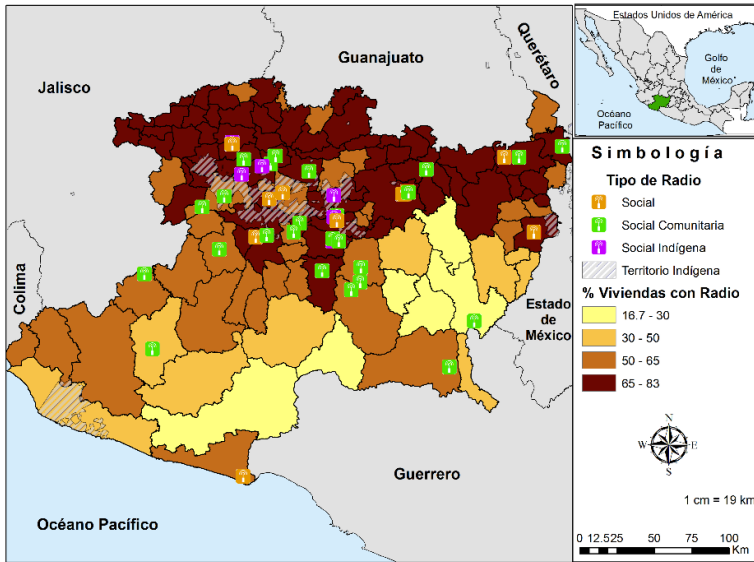 Guanajuato
Querétaro
Jalisco
Colima
Estado
de
México
Guerrero
Océano Pacífico
Estados Unidos de América
Golfo
de
México
Océano
Pacífico
Simbología
Tipo de Radio
Social
Social Comunitaria
Social Indígena
Territorio Indígena
% Viviendas con Radio
16.7 - 30
30 - 50
50 - 65
65 - 83
N
W E
S
1 cm = 19 km
0 12.525 50 75 100
Km